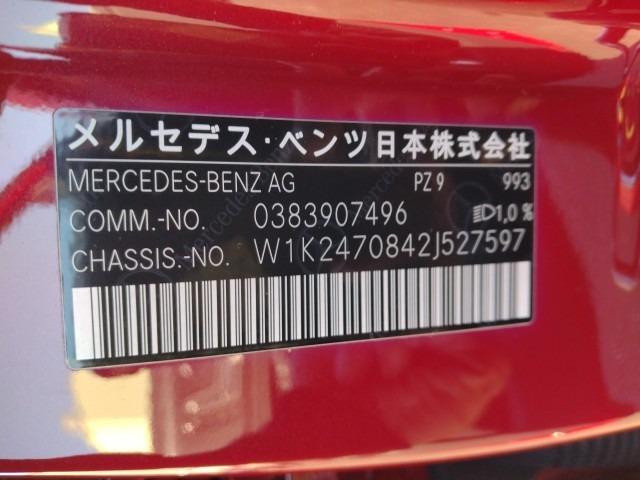 メルセデス・ベンツ日本株式会社
MERCEDES-BENZ AG PZ 9 993
COMM.-NO. 0383907496 1,0 %
CHASSIS.-NO. W1K2470842J527597